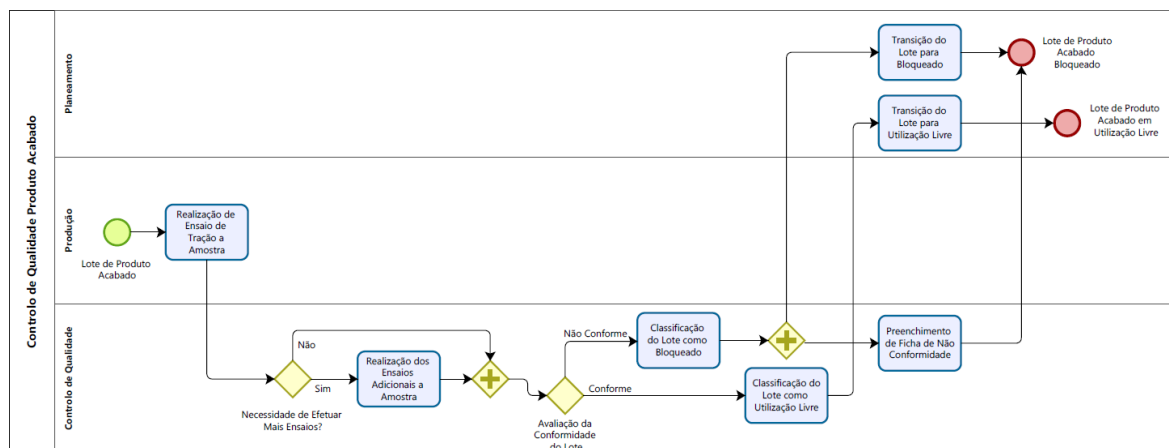 Controlo de Qualidade Produto Acabado
Planeamento
Transição do
Lote para
Bloqueado
Lote de Produto
Acabado
Bloqueado
Transição do
Lote para
Utilização Livre
Lote de Produto
Acabado em
Utilização Livre
Produção
Lote de Produto
Acabado
Realização de
Ensaio de
Tração a
Amostra
Controlo de Qualidade
Necessidade de Efetuar
Mais Ensaios?
Não
Sim
Realização dos
Ensaios
Adicionais a
Amostra
Avaliação da
Conformidade
do Lote
Não Conforme
Classificação
do Lote como
Bloqueado
Conforme
Classificação do
Lote como
Utilização Livre
Preenchimento
de Ficha de Não
Conformidade